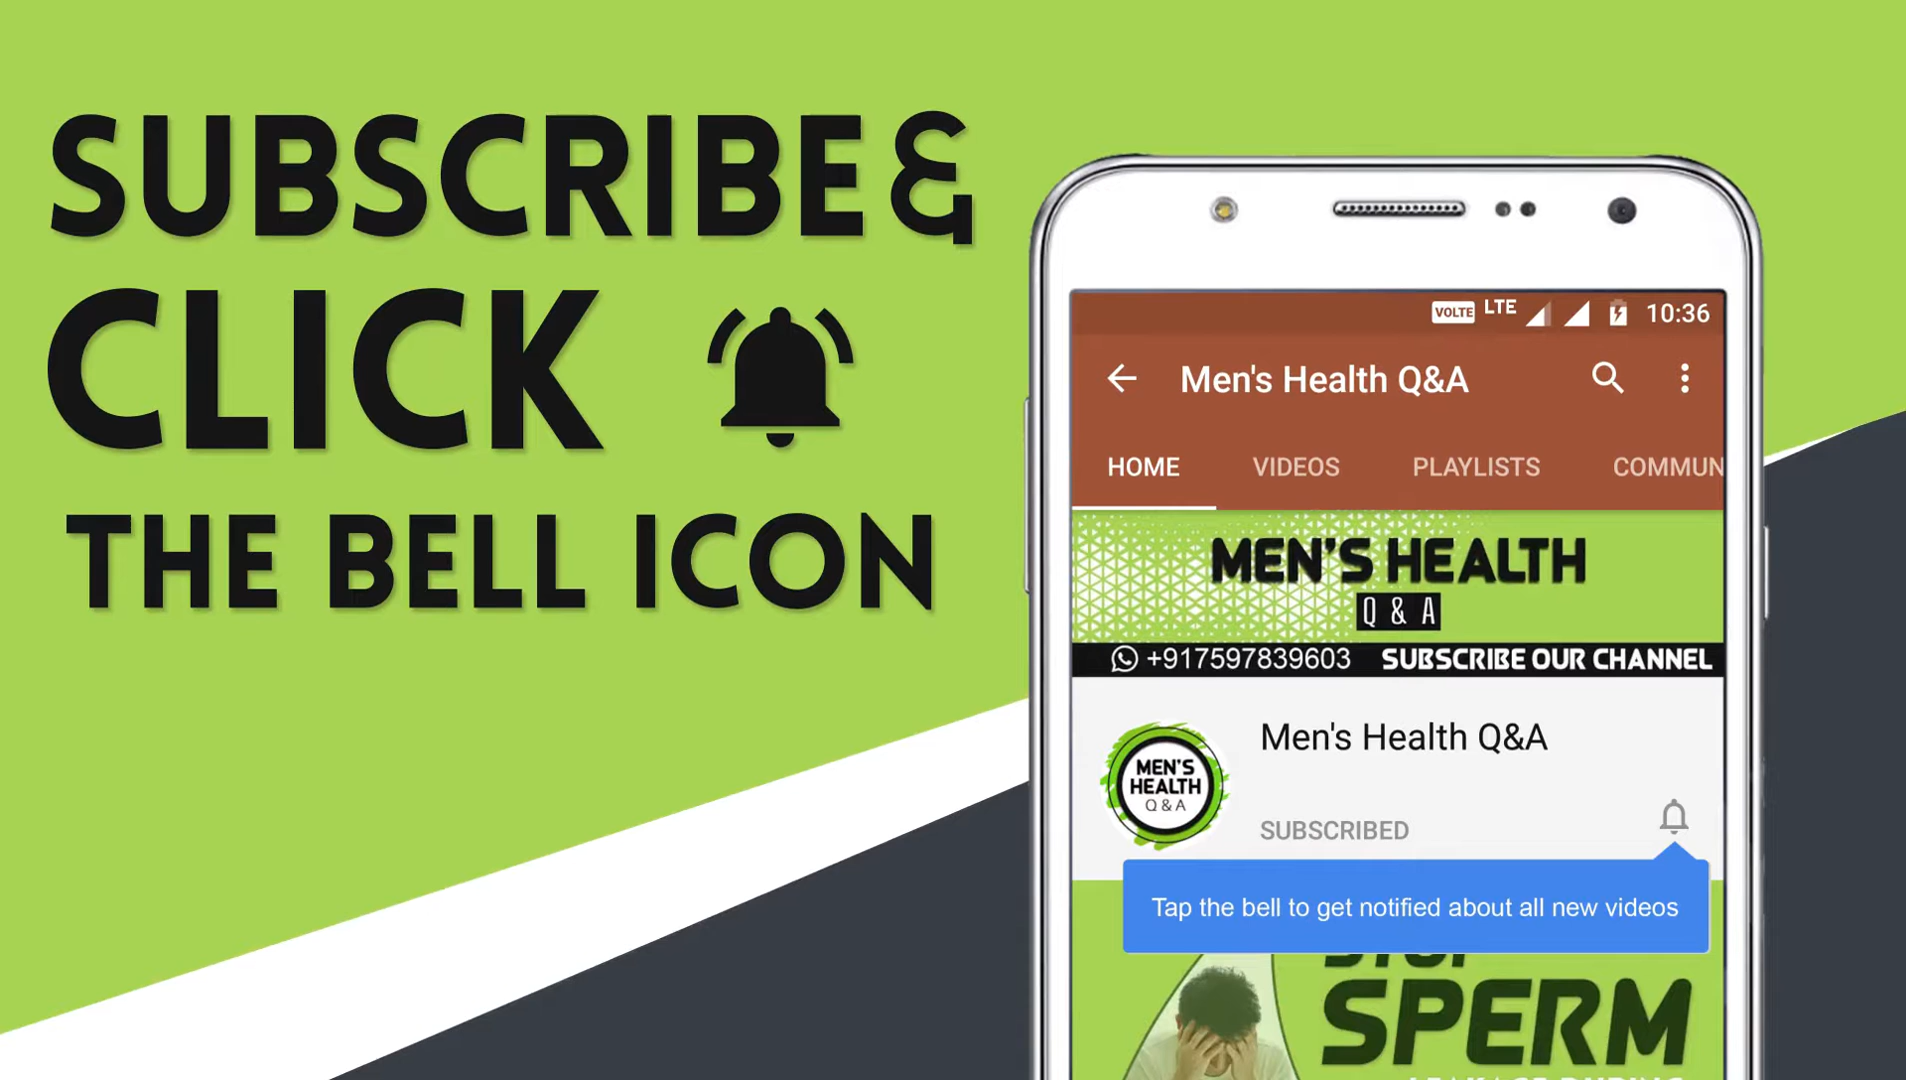 SUBSCRIBE&
CLICK
THE BELL ICON
VOLTE LTE 10:36
Men's Health Q&A
HOME VIDEOS PLAYLISTS COMMUN
MEN'S HEALTH
Q & A
+917597839603 SUBSCRIBE OUR CHANNEL
Men's Health Q&A
MEN'S
HEALTH
Q & A
SUBSCRIBED
Tap the bell to get notified about all new videos
STOP
SPERM